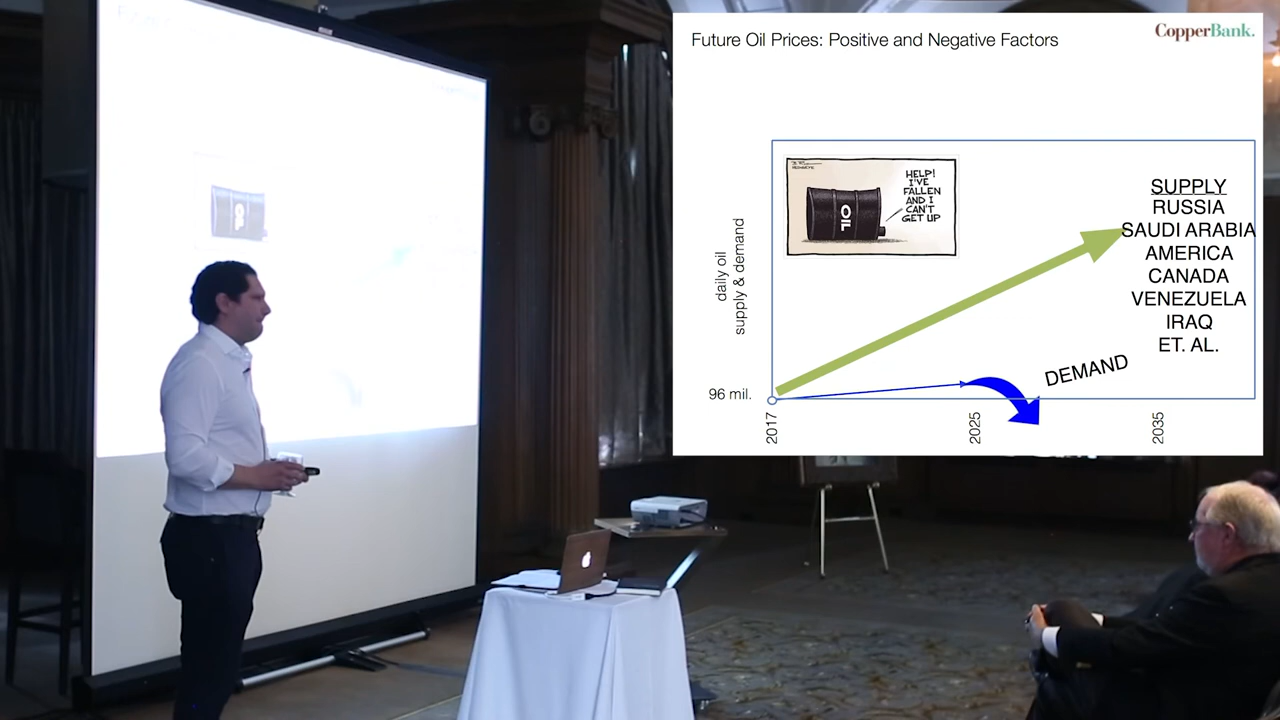 Future Oil Prices: Positive and Negative Factors
CopperBank.
HELP!
I'VE
FALLEN
AND I
CAN'T
GET UP
OIL
SUPPLY
RUSSIA
SAUDI ARABIA
AMERICA
CANADA
VENEZUELA
IRAQ
ET. AL.
daily oil
supply & demand
DEMAND
96 mil.
2017
2025
2035
OIL